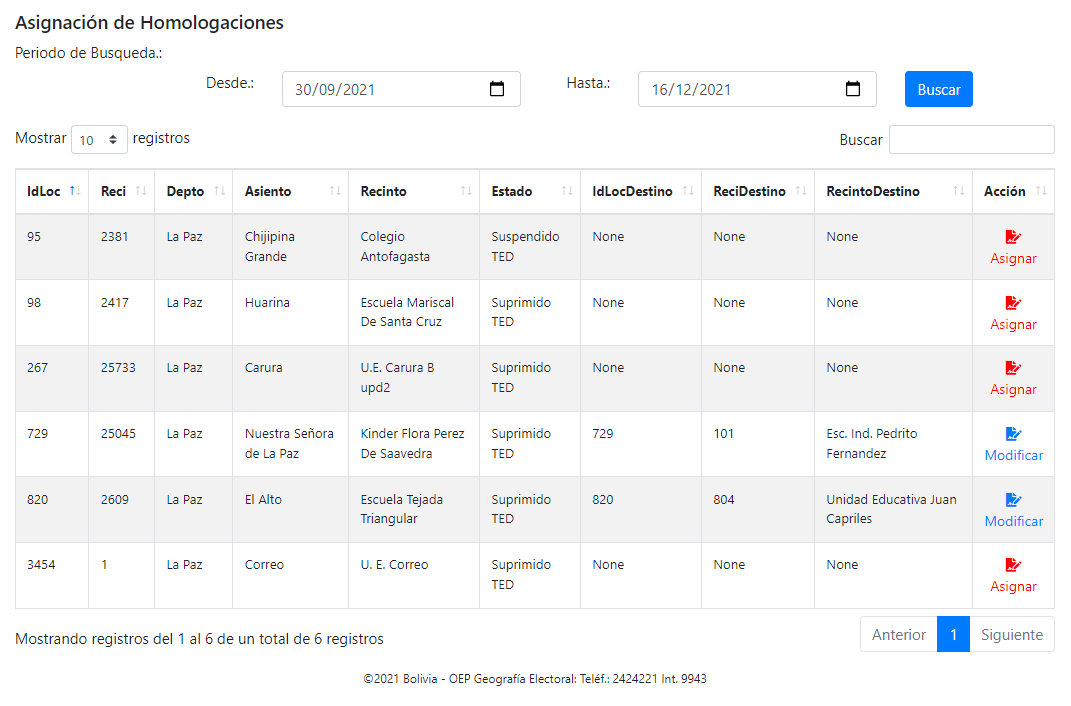 Asignación de Homologaciones
Periodo de Busqueda.:
Desde.: 30/09/2021 Hasta.: 16/12/2021 Buscar
Mostrar 10 registros Buscar
IdLoc Reci Depto Asiento Recinto Estado IdLocDestino ReciDestino RecintoDestino Acción
95 2381 La Paz Chijipina Colegio Suspendido None None None
Grande Antofagasta TED Asignar
98 2417 La Paz Huarina Escuela Mariscal Suprimido None None None
De Santa Cruz TED Asignar
267 25733 La Paz Carura U.E. Carura B Suprimido None None None
upd2 TED Asignar
729 25045 La Paz Nuestra Señora Kinder Flora Perez Suprimido 729 101 Esc. Ind. Pedrito
de La Paz De Saavedra TED Fernandez Modificar
820 2609 La Paz El Alto Escuela Tejada Suprimido 820 804 Unidad Educativa Juan
Triangular TED Capriles Modificar
3454 1 La Paz Correo U. E. Correo Suprimido None None None
TED Asignar
Mostrando registros del 1 al 6 de un total de 6 registros Anterior 1 Siguiente
©2021 Bolivia - OEP Geografía Electoral: Teléf.: 2424221 Int. 9943